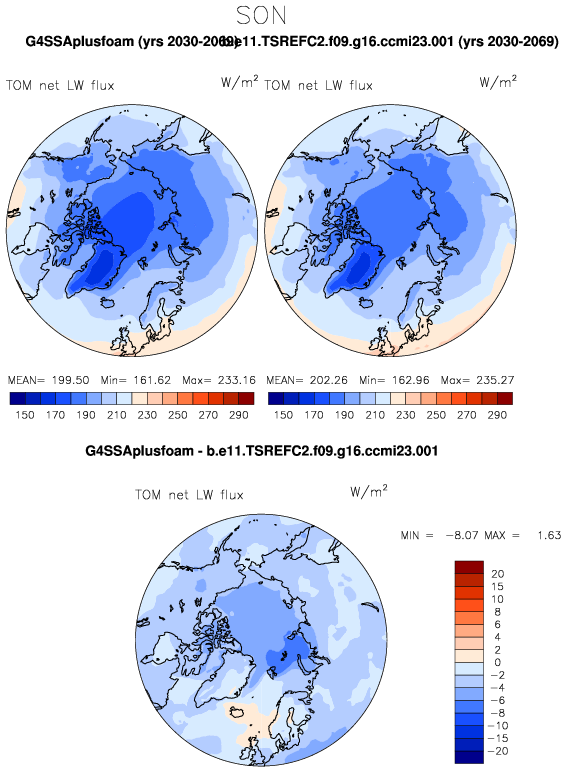 SON
G4SSAplusfoam (yrs 2030-2069) b.e11.TSREFC2.f09.g16.ccmi23.001 (yrs 2030-2069)
TOM net LW flux W/m² TOM net LW flux W/m²
MEAN= 199.50 Min= 161.62 Max= 233.16 MEAN= 202.26 Min= 162.96 Max= 235.27
150 170 190 210 230 250 270 290 150 170 190 210 230 250 270 290
G4SSAplusfoam - b.e11.TSREFC2.f09.g16.ccmi23.001
TOM net LW flux W/m²
MIN = -8.07 MAX = 1.63
20
15
10
8
6
4
2
0
-2
-4
-6
-8
-10
-15
-20